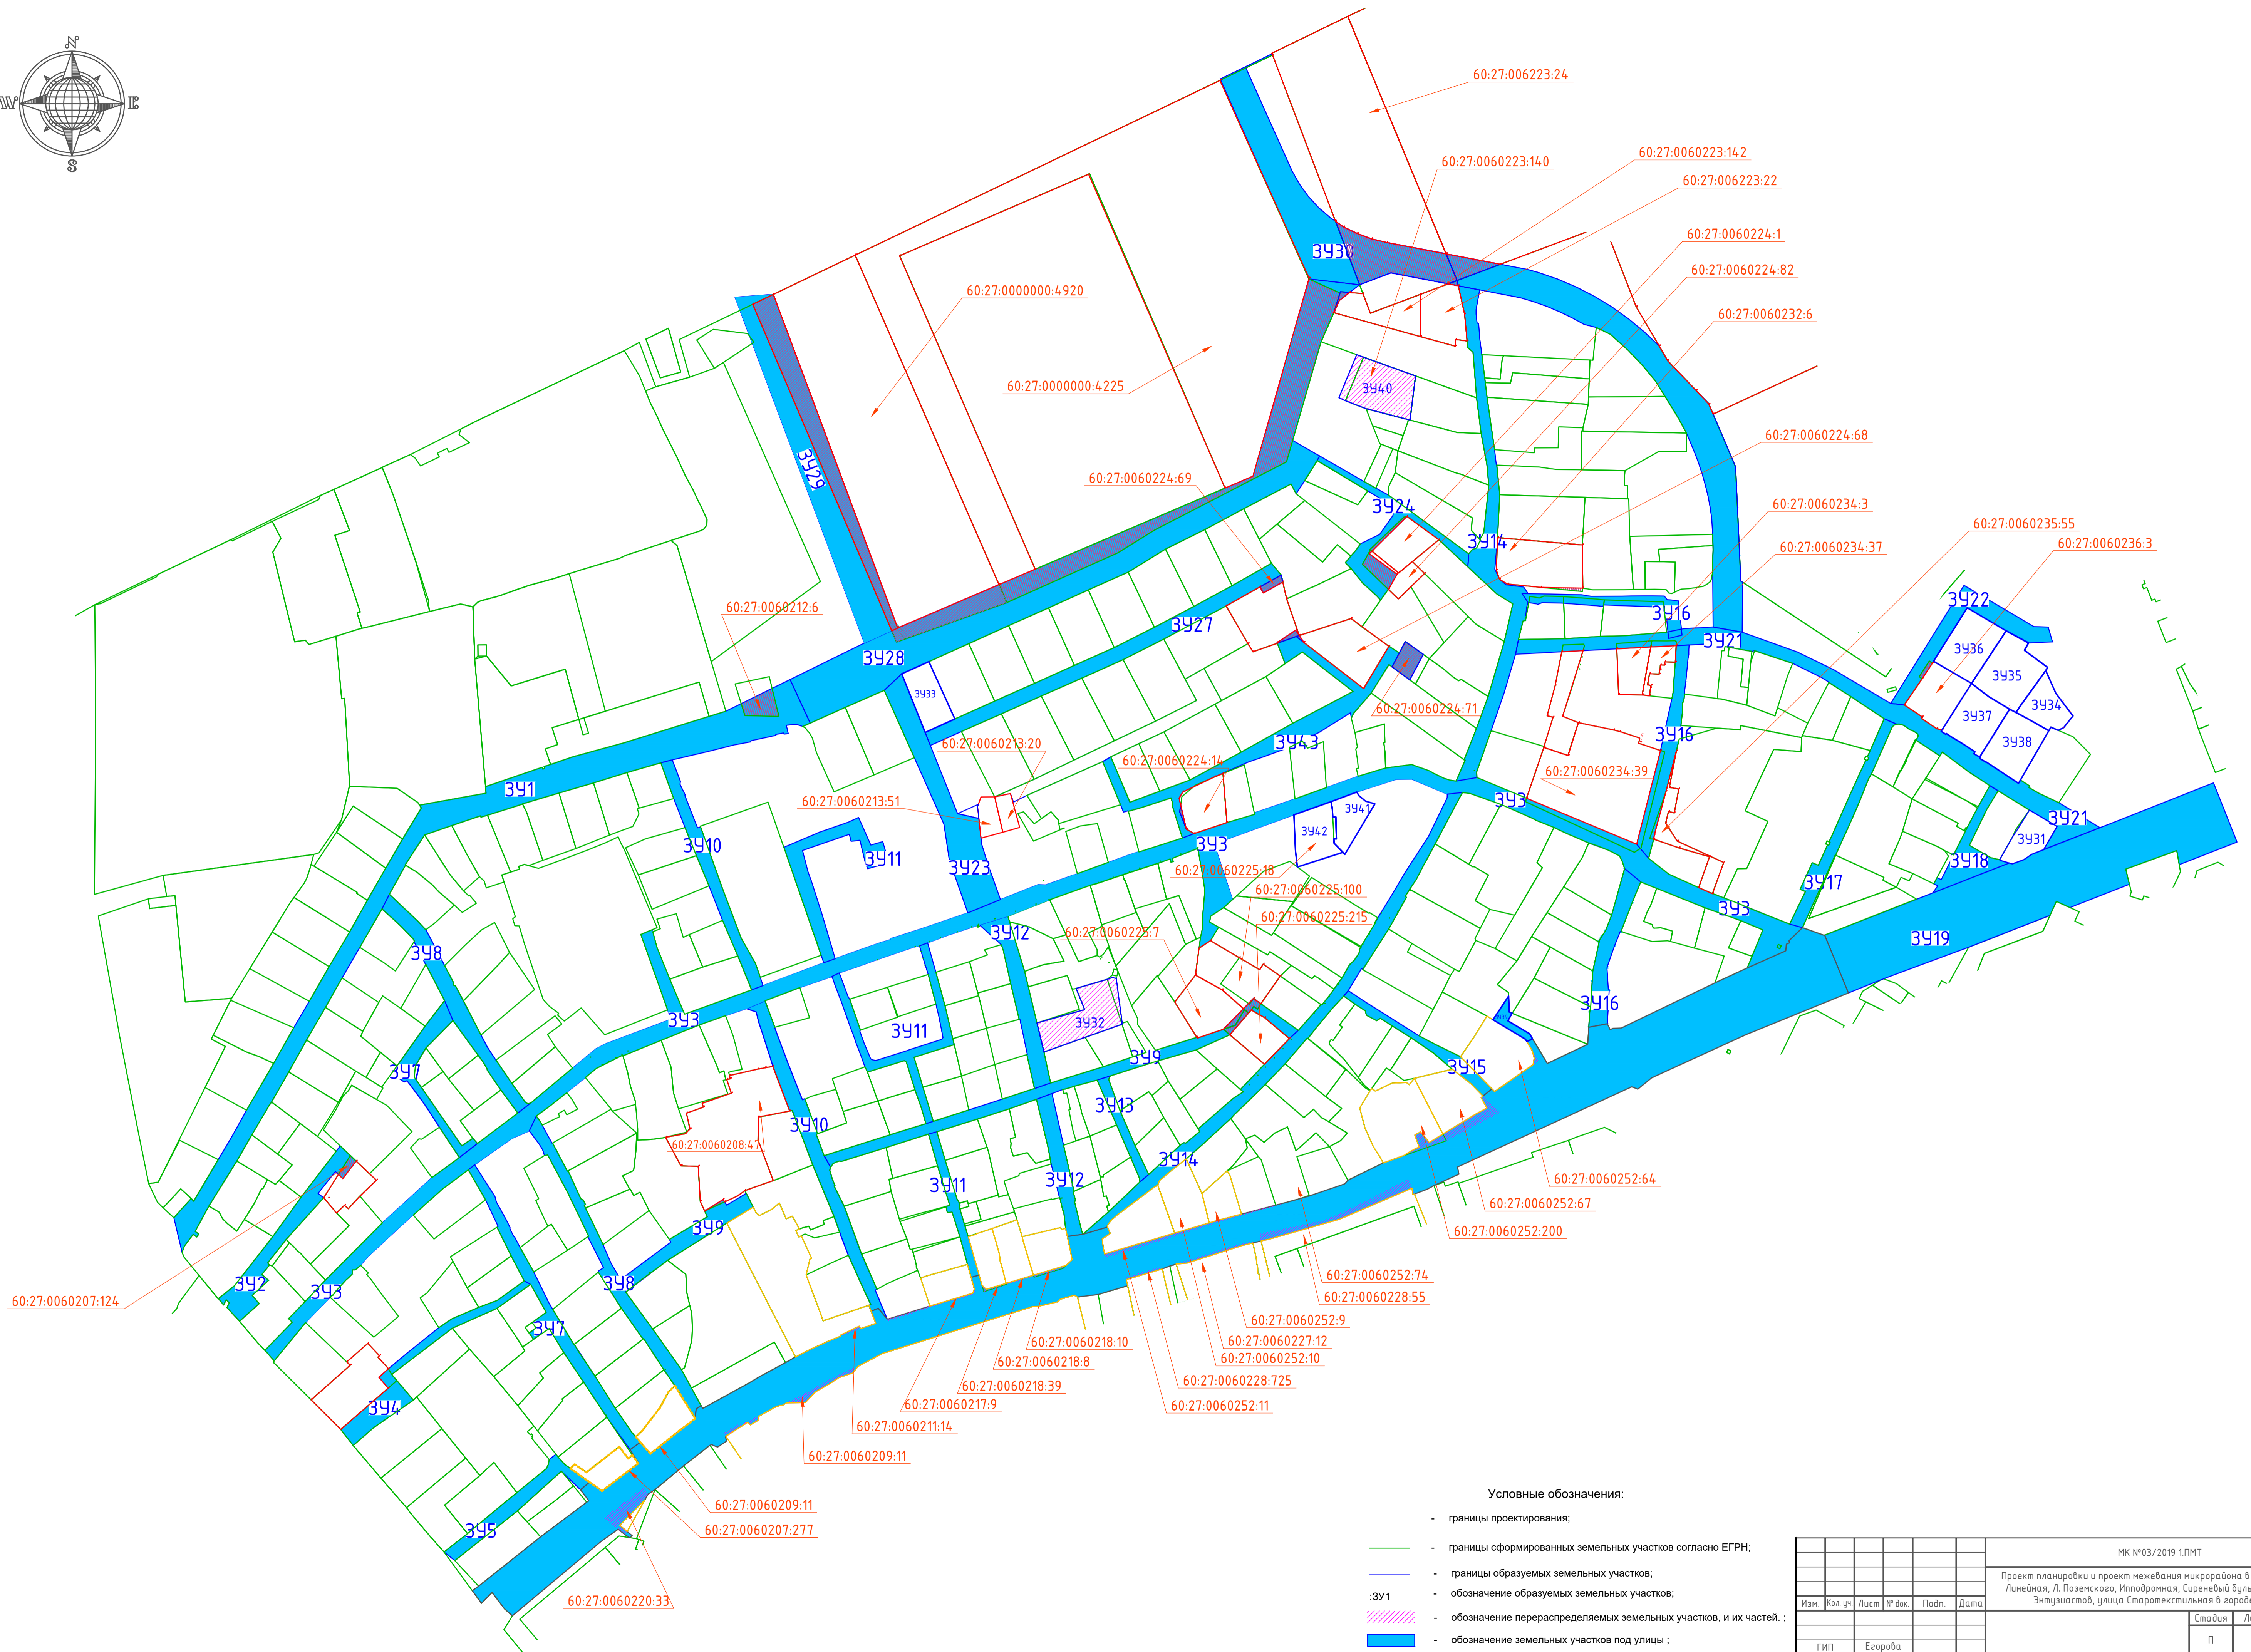 N
W
E
S
60:27:006223:24
60:27:0060223:142
60:27:0060223:140
60:27:006223:22
60:27:0060224:1
ЗУ30
60:27:0060224:82
60:27:0000000:4920
60:27:0060232:6
60:27:0000000:4225
ЗУ40
60:27:0060224:68
ЗУ29
60:27:0060224:69
ЗУ24
60:27:0060234:3
60:27:0060235:55
ЗУ14
60:27:0060236:3
60:27:0060234:37
ЗУ22
60:27:0060212:6
ЗУ16
ЗУ27
ЗУ21
ЗУ36
ЗУ28
ЗУ35
ЗУ33
ЗУ34
60:27:0060224:71
ЗУ37
ЗУ16
60:27:0060213:20
ЗУ43
ЗУ38
60:27:0060224:14
60:27:0060234:39
ЗУ1
60:27:0060213:51
ЗУ3
ЗУ41
ЗУ21
ЗУ42
ЗУ31
ЗУ10
ЗУ3
ЗУ11
ЗУ23
ЗУ18
60:27:0060225:18
ЗУ17
60:27:0060225:100
ЗУ3
60:27:0060225:215
60:27:0060225:7
ЗУ12
ЗУ19
ЗУ8
ЗУ16
ЗУ3
ЗУ32
ЗУ11
ЗУ9
ЗУ15
ЗУ7
ЗУ13
ЗУ10
60:27:0060208:47
ЗУ14
ЗУ12
60:27:0060252:64
ЗУ11
60:27:0060252:67
ЗУ9
60:27:0060252:200
60:27:0060252:74
ЗУ2
ЗУ8
ЗУ3
60:27:0060228:55
60:27:0060207:124
60:27:0060252:9
ЗУ7
60:27:0060227:12
60:27:0060218:10
60:27:0060252:10
60:27:0060218:8
60:27:0060228:725
60:27:0060218:39
60:27:0060217:9
60:27:0060252:11
ЗУ4
60:27:0060211:14
60:27:0060209:11
60:27:0060209:11
60:27:0060207:277
ЗУ5
60:27:0060220:33
Условные обозначения:
- границы проектирования;
- границы сформированных земельных участков согласно ЕГРН;
- границы образуемых земельных участков;
:ЗУ1 - обозначение образуемых земельных участков;
- обозначение перераспределяемых земельных участков, и их частей. ;
- обозначение земельных участков под улицы ;
МК №03/2019 1.ПМТ
Проект планировки и проект межевания микрорайона в
Линейная, Л. Поземского, Ипподромная, Сиреневый
Энтузиастов, улица Старотекстильная в
Изм. Кол. уч. Лист № док. Подп. Дата
Стадия
П
ГИП Егорова